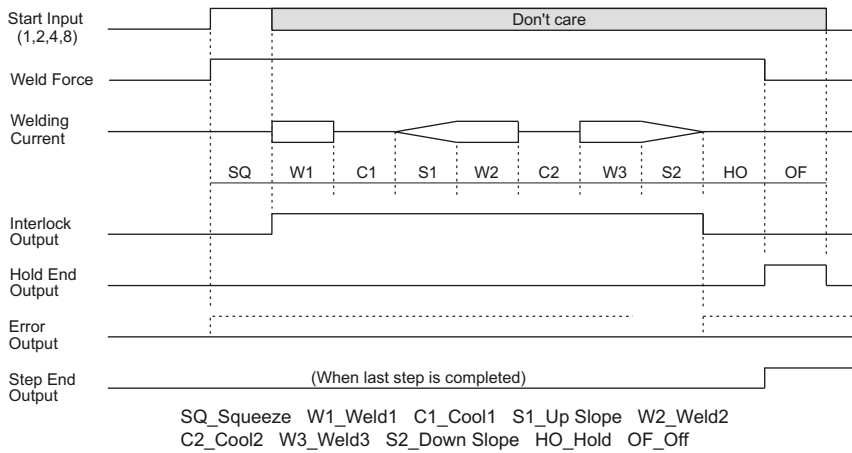 Start Input
(1,2,4,8)
Don't care
Weld Force
Welding
Current
SQ W1 C1 S1 W2 C2 W3 S2 HO OF
Interlock
Output
Hold End
Output
Error
Output
Step End
Output
(When last step is completed)
SQ_Squeeze W1_Weld1 C1_Cool1 S1_Up Slope W2_Weld2
C2_Cool2 W3_Weld3 S2_Down Slope HO_Hold OF_Off